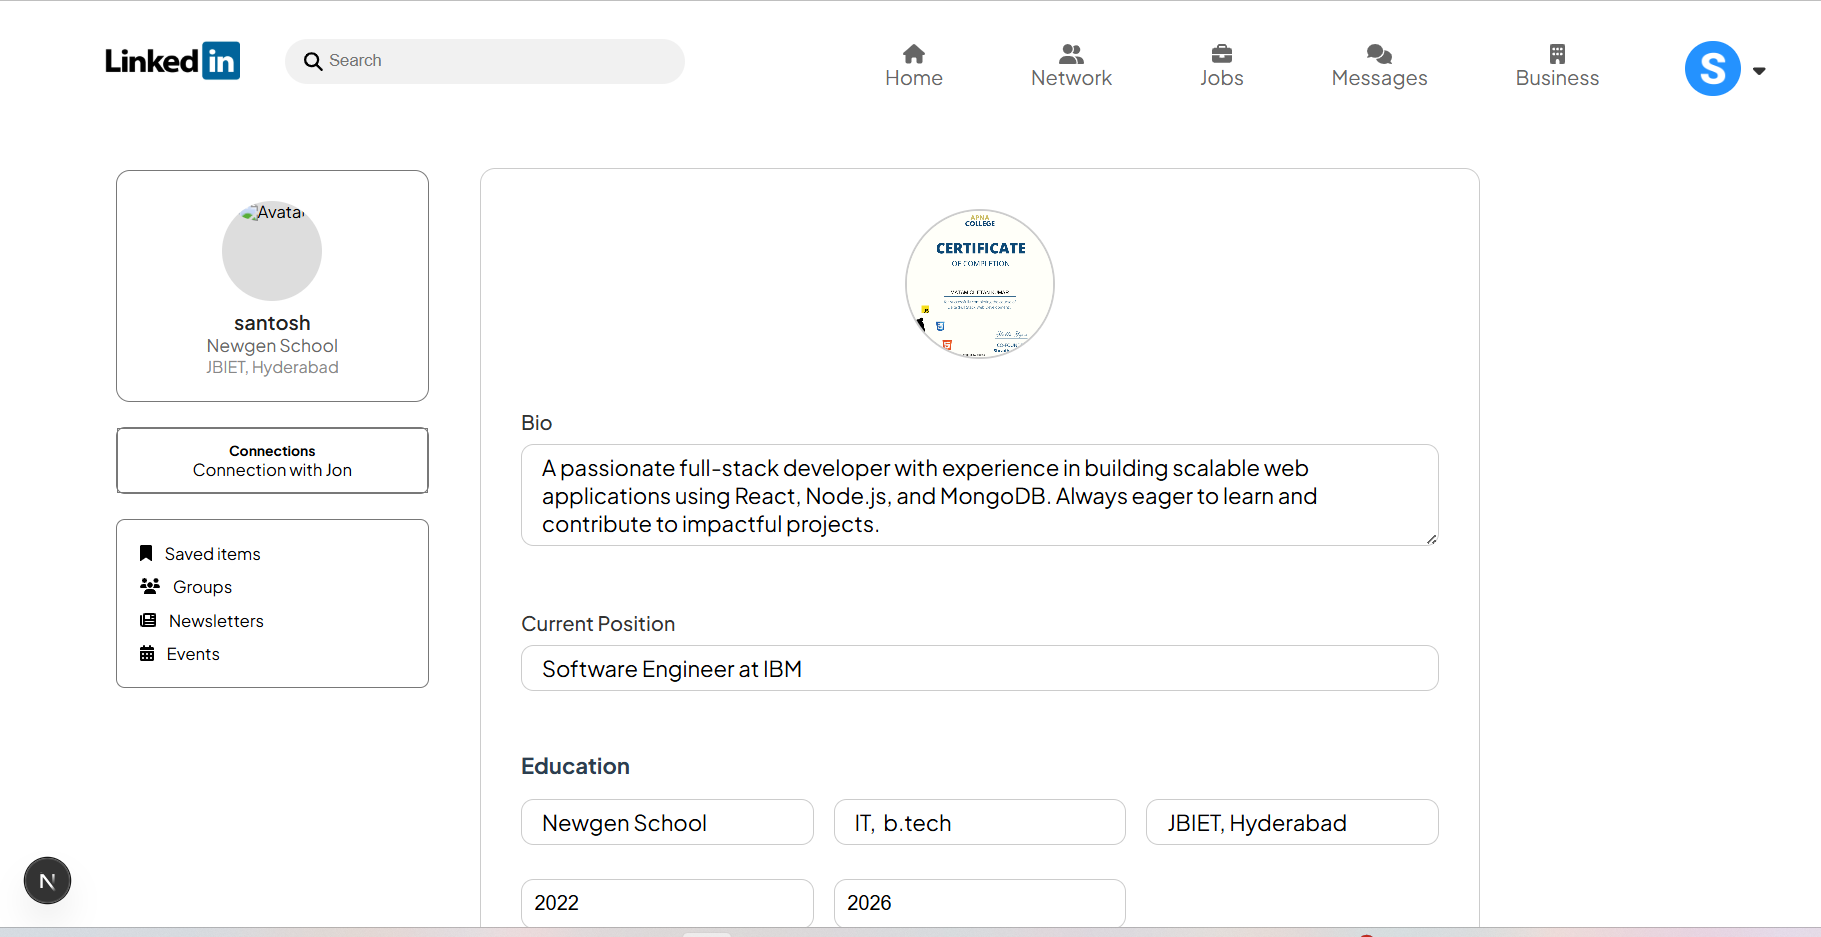 Linked in
Search
Home
Network
Jobs
Messages
Business
S
Avatar
santosh
Newgen School
JBIET, Hyderabad
Connections
Connection with Jon
Saved items
Groups
Newsletters
Events
APNA
COLLEGE
CERTIFICATE
OF COMPLETION
Bio
A passionate full-stack developer with experience in building scalable web
applications using React, Node.js, and MongoDB. Always eager to learn and
contribute to impactful projects.
Current Position
Software Engineer at IBM
Education
Newgen School
IT, b.tech
JBIET, Hyderabad
2022
2026
N